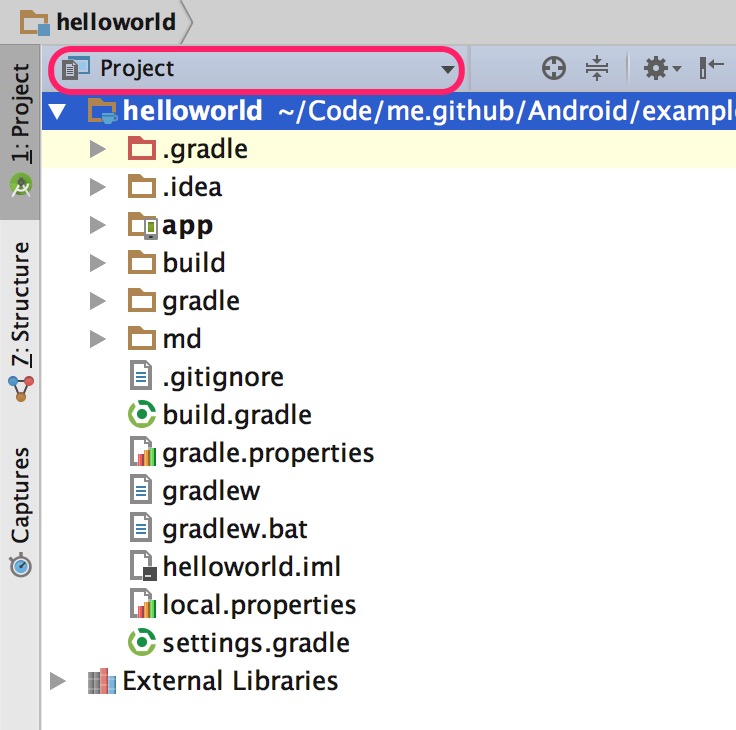 helloworld
Project
1: Project
7: Structure
Captures
helloworld ~/Code/me.github/Android/example
.gradle
.idea
app
build
gradle
md
.gitignore
build.gradle
gradle.properties
gradlew
gradlew.bat
helloworld.iml
local.properties
settings.gradle
External Libraries